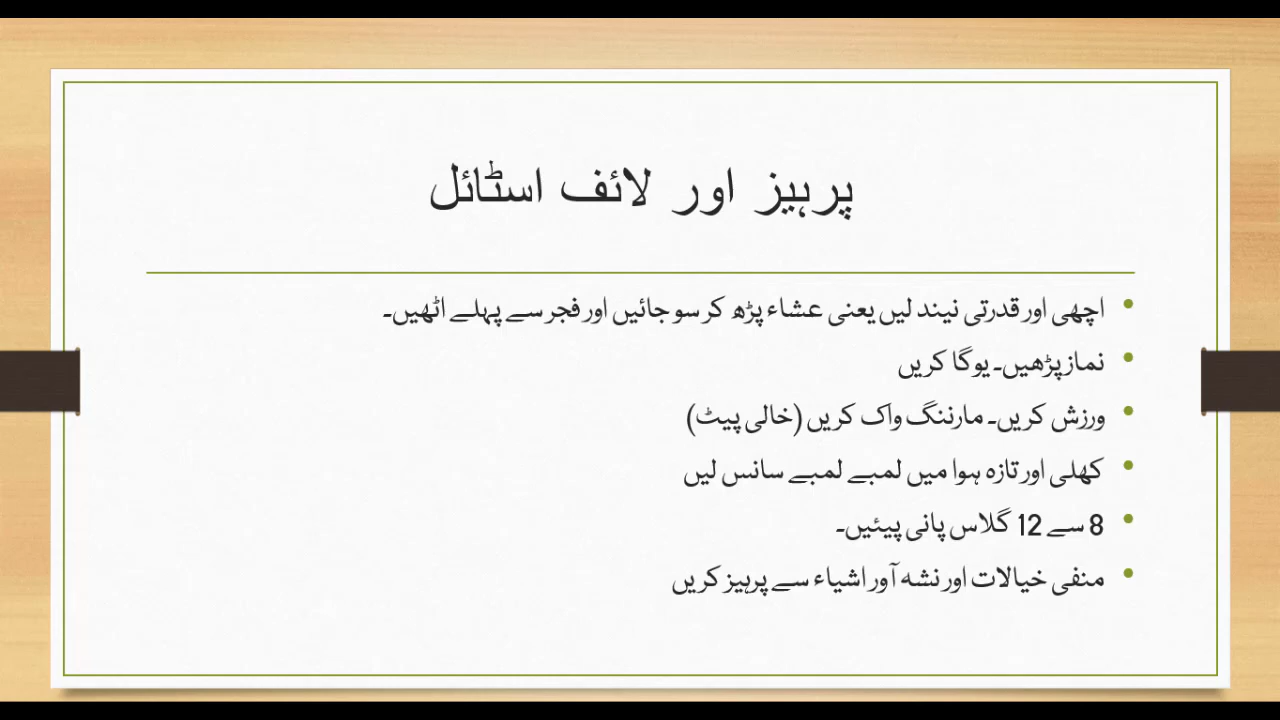 پرہیز اور لائف اسٹائل
اچھی اور قدرتی نیند لیں یعنی عشاء پڑھ کر سو جائیں اور فجر سے پہلے اٹھیں۔
نماز پڑھیں۔ یوگا کریں
ورزش کریں۔ مارننگ واک کریں (خالی پیٹ)
کھلی اور تازہ ہوا میں لمبے لمبے سانس لیں
8 سے 12 گلاس پانی پیئیں۔
منفی خیالات اور نشہ آور اشیاء سے پرہیز کریں